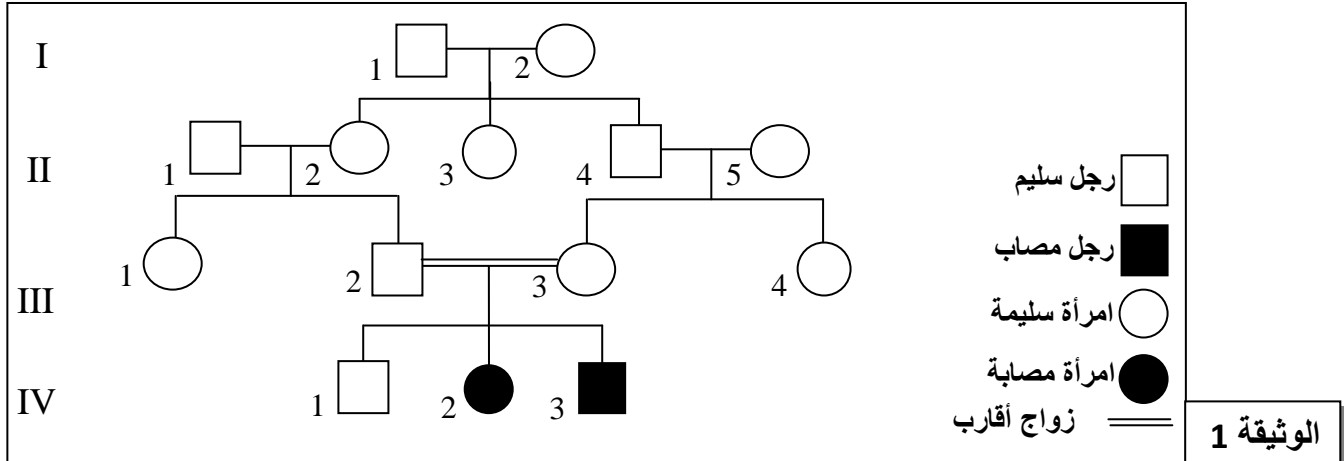 I
1 2
II
1 2 3 4 5
III
1 2 3 4
IV
1 2 3
رجل سليم
رجل مصاب
امرأة سليمة
امرأة مصابة
زواج أقارب
الوثيقة 1